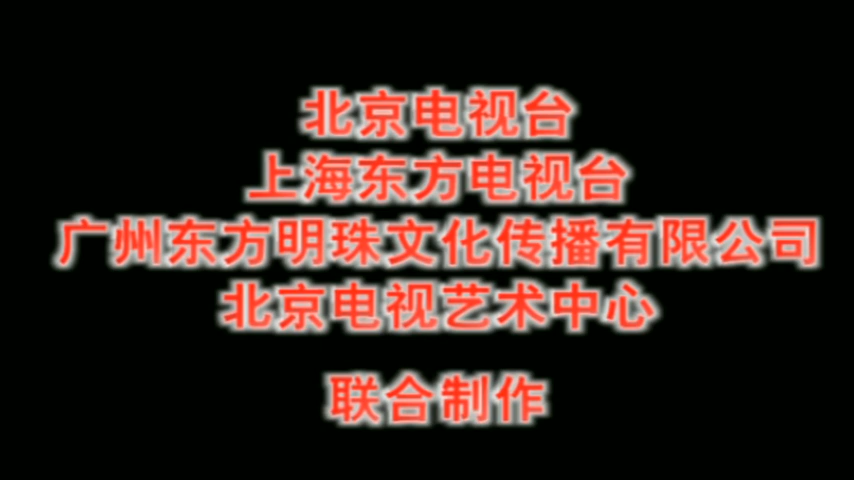 北京电视台
上海东方电视台
广州东方明珠文化传播有限公司
北京电视艺术中心
联合制作